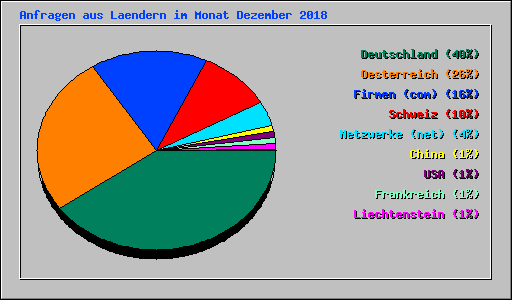 Anfragen aus Laendern im Monat Dezember 2018
Deutschland (40%)
Oesterreich (26%)
Firmen (com) (16%)
Schweiz (10%)
Netzwerke (net) (4%)
China (1%)
USA (1%)
Frankreich (1%)
Liechtenstein (1%)